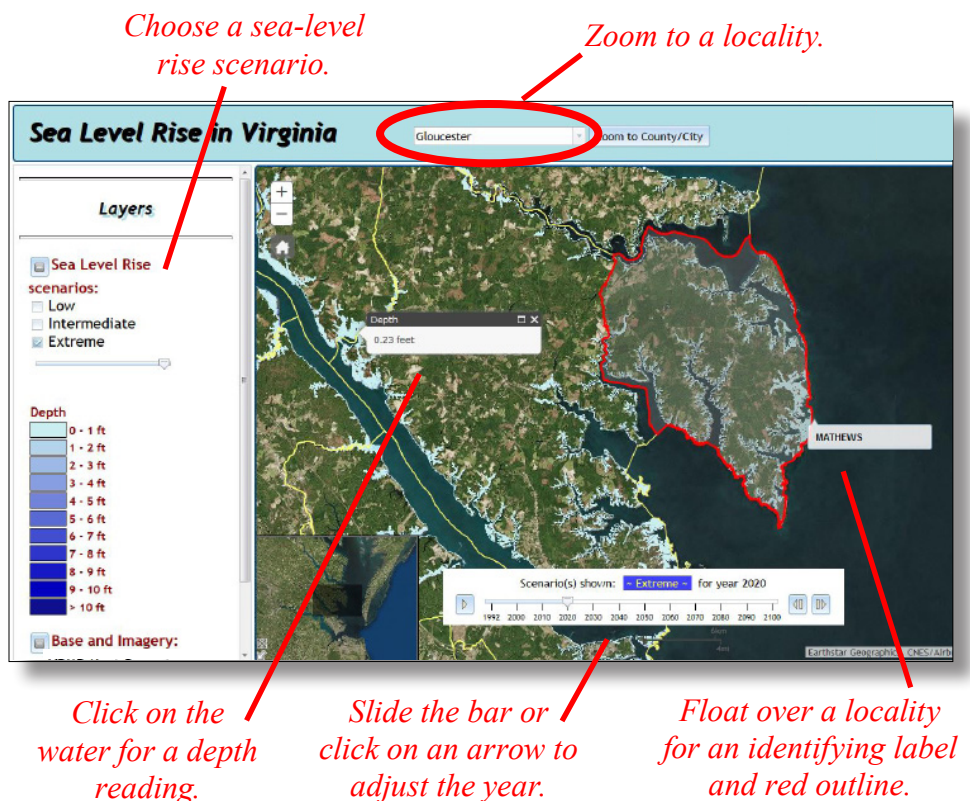 Choose a sea-level
rise scenario.
Zoom to a locality.
Sea Level Rise in Virginia
Gloucester
Zoom to County/City
Layers
+
−
Sea Level Rise
scenarios:
Low
Intermediate
Extreme
Depth
0.23 feet
Depth
0 - 1 ft
1 - 2 ft
2 - 3 ft
3 - 4 ft
4 - 5 ft
5 - 6 ft
6 - 7 ft
7 - 8 ft
8 - 9 ft
9 - 10 ft
> 10 ft
MATHEWS
Scenario(s) shown: ~ Extreme ~ for year 2020
1992 2000 2010 2020 2030 2040 2050 2060 2070 2080 2090 2100
Base and Imagery:
Earthstar Geographics, CNES/Airb
Click on the
water for a depth
reading.
Slide the bar or
click on an arrow to
adjust the year.
Float over a locality
for an identifying label
and red outline.